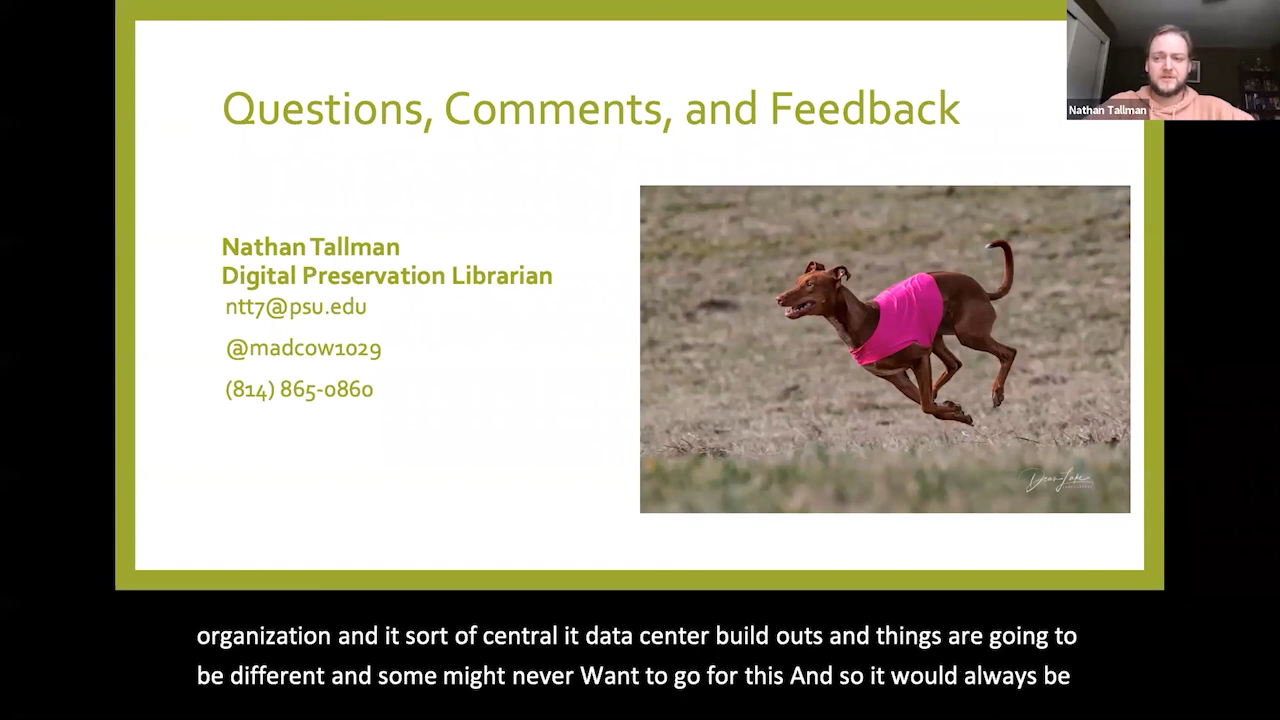 Questions, Comments, and Feedback
Nathan Tallman
Nathan Tallman
Digital Preservation Librarian
ntt7@psu.edu
@madcow1029
(814) 865-0860
organization and it sort of central it data center build outs and things are going to
be different and some might never Want to go for this And so it would always be